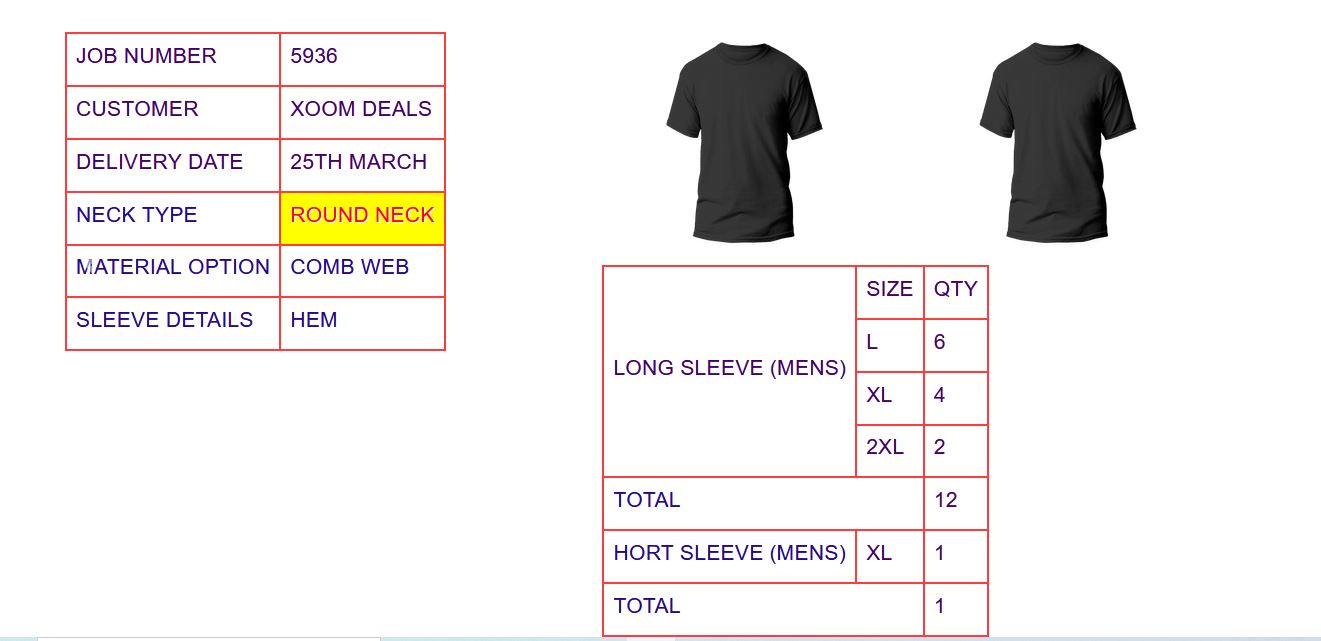 JOB NUMBER 5936
CUSTOMER XOOM DEALS
DELIVERY DATE 25TH MARCH
NECK TYPE ROUND NECK
MATERIAL OPTION COMB WEB
SLEEVE DETAILS HEM
SIZE QTY
LONG SLEEVE (MENS)
L 6
XL 4
2XL 2
TOTAL 12
HORT SLEEVE (MENS) XL 1
TOTAL 1